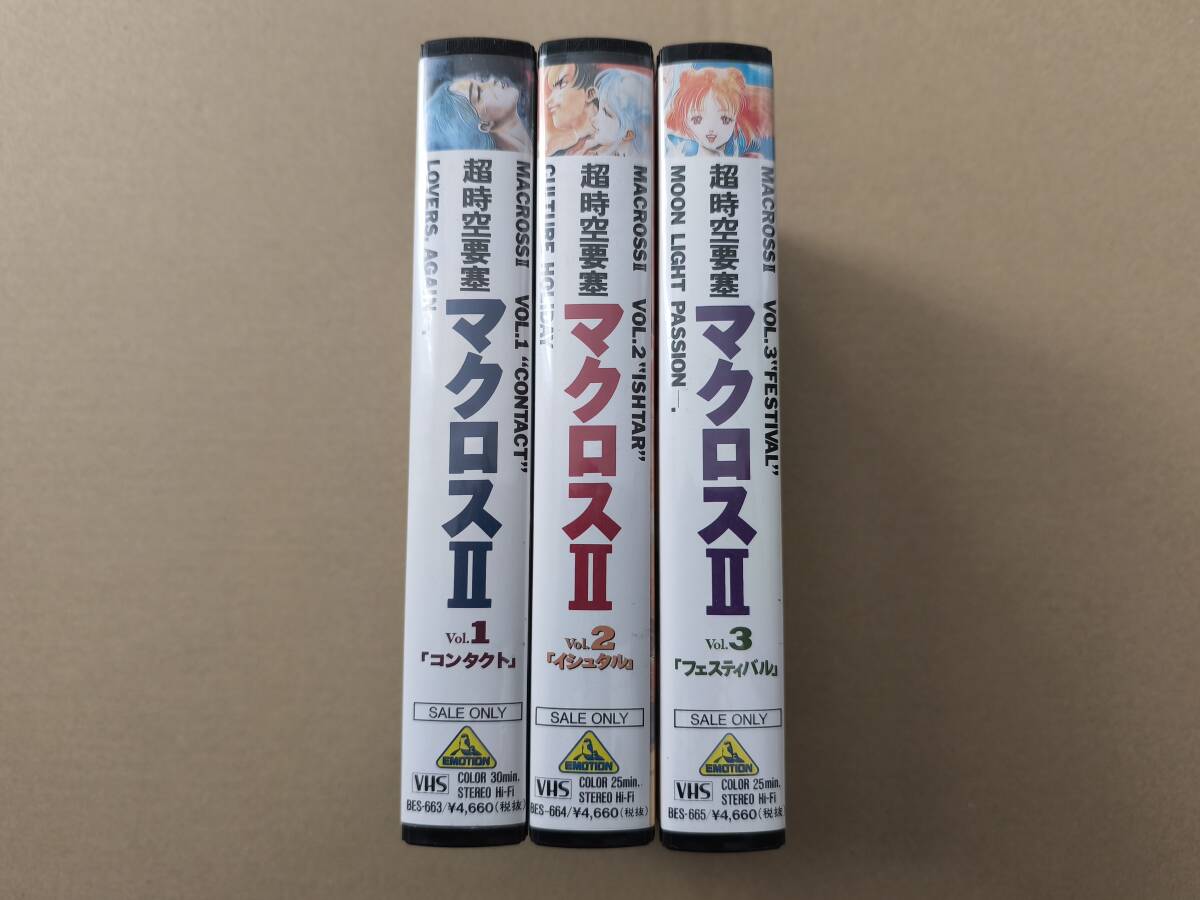 MACROSSⅡ VOL.1 “CONTACT”
LOVERS, AGAIN—.
超時空要塞
マクロスⅡ
Vol.1
「コンタクト」
SALE ONLY
EMOTION
VHS
COLOR 30min.
STEREO Hi-Fi
BES-663/¥4,660(税抜)
MACROSSⅡ VOL.2 “ISHTAR”
CULTURE HOLIDAY
超時空要塞
マクロスⅡ
Vol.2
「イシュタル」
SALE ONLY
EMOTION
VHS
COLOR 25min.
STEREO Hi-Fi
BES-664/¥4,660(税抜)
MACROSSⅡ VOL.3 “FESTIVAL”
MOON LIGHT PASSION—.
超時空要塞
マクロスⅡ
Vol.3
「フェスティバル」
SALE ONLY
EMOTION
VHS
COLOR 25min.
STEREO Hi-Fi
BES-665/¥4,660(税抜)